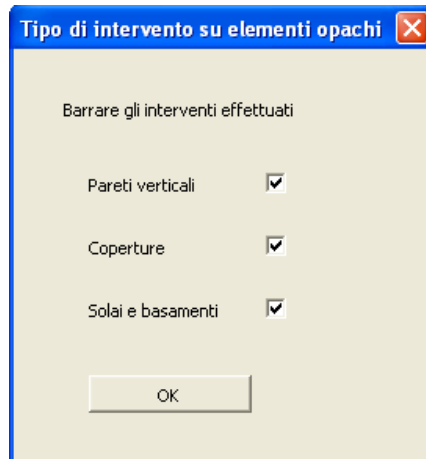 Tipo di intervento su elementi opachi
Barrare gli interventi effettuati
Pareti verticali
Coperture
Solai e basamenti
OK